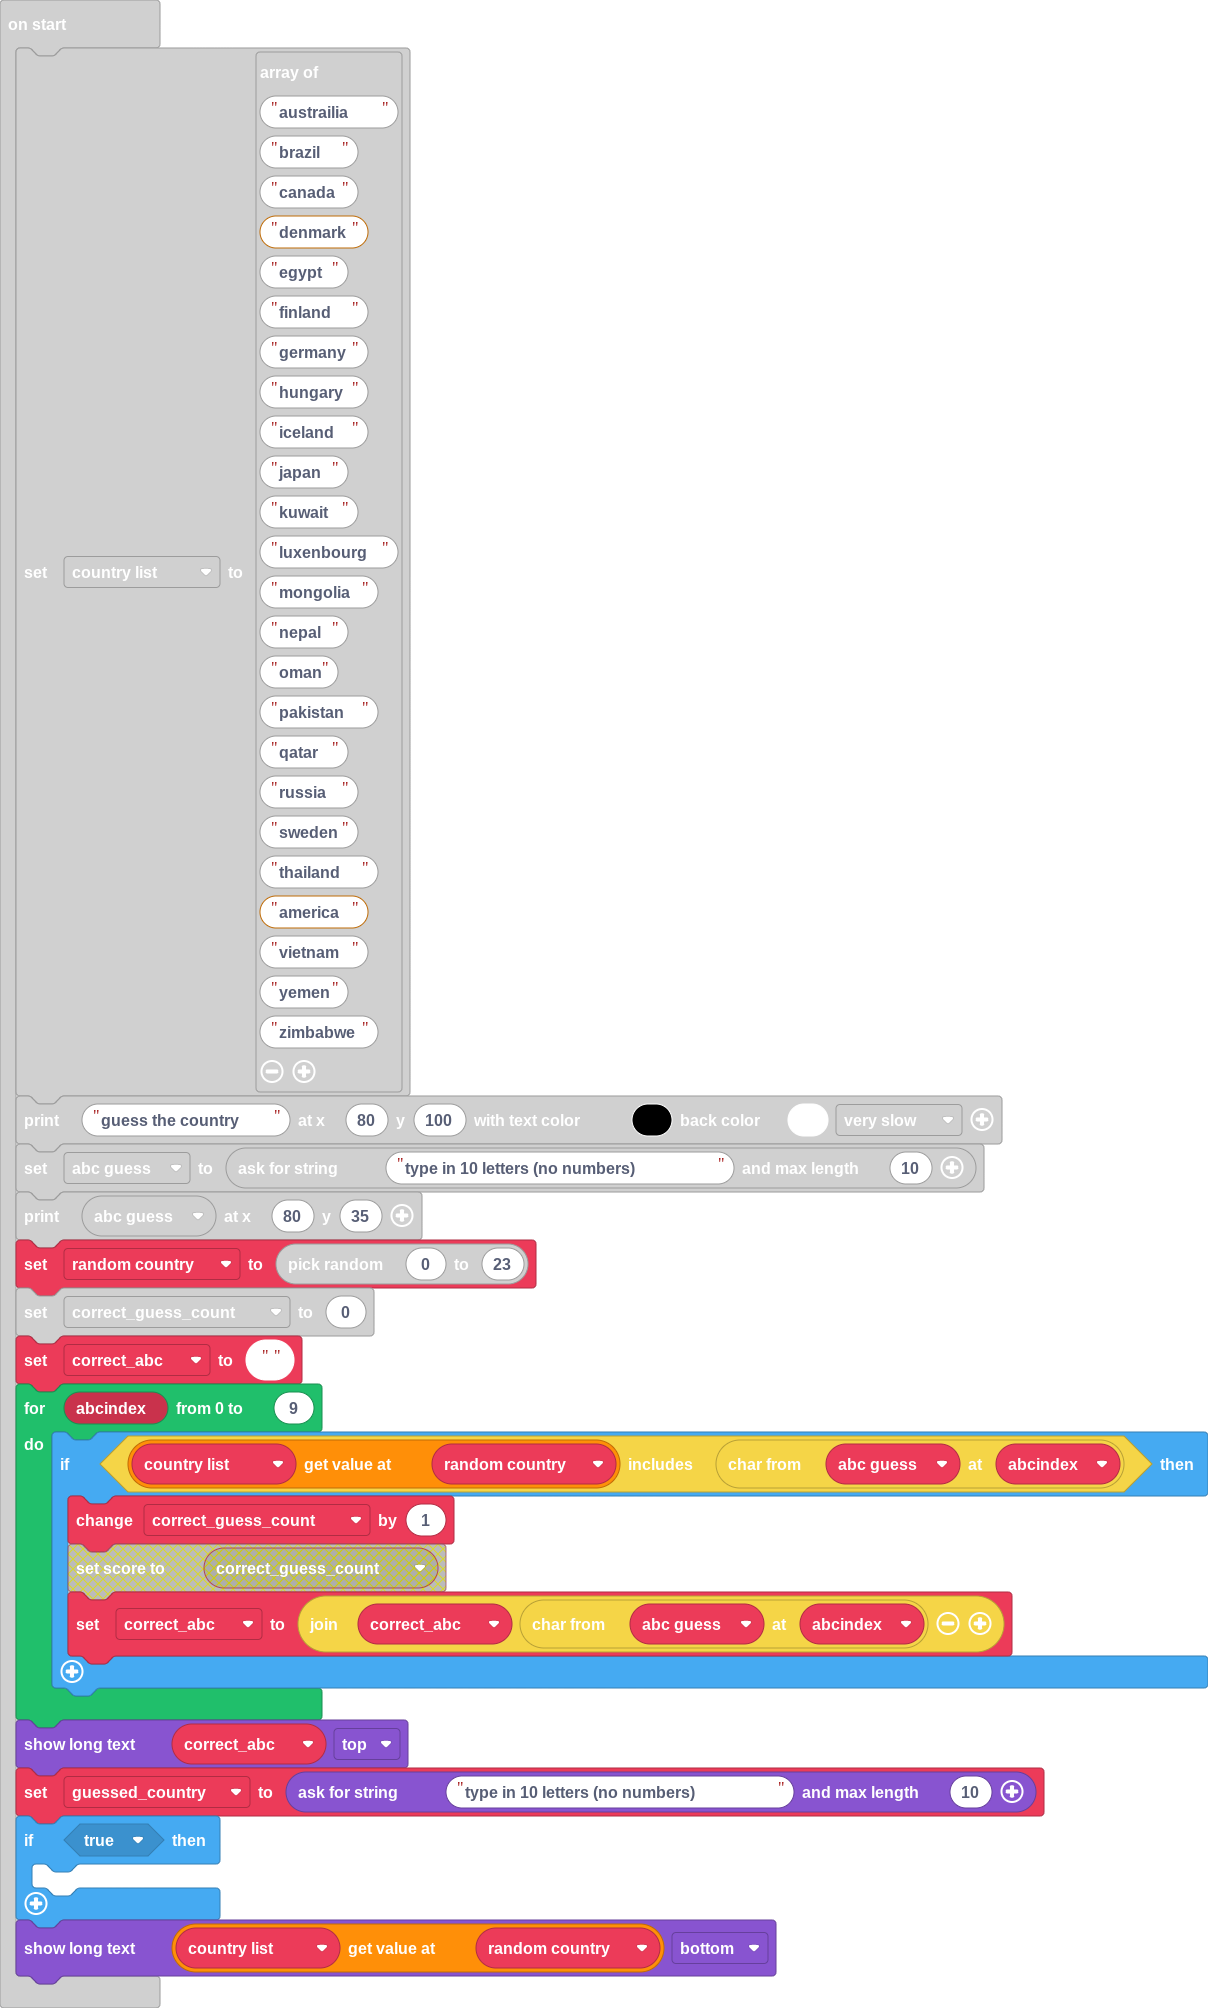 on start
array of
"austrailia"
"brazil"
"canada"
"denmark"
"egypt"
"finland"
"germany"
"hungary"
"iceland"
"japan"
"kuwait"
set country list to "luxenbourg"
"mongolia"
"nepal"
"oman"
"pakistan"
"qatar"
"russia"
"sweden"
"thailand"
"america"
"vietnam"
"yemen"
"zimbabwe"
print "guess the country" at x 80 y 100 with text color back color very slow
set abc guess to ask for string "type in 10 letters (no numbers)" and max length 10
print abc guess at x 80 y 35
set random country to pick random 0 to 23
set correct_guess_count to 0
set correct_abc to ""
for abcindex from 0 to 9
do
if country list get value at random country includes char from abc guess at abcindex then
change correct_guess_count by 1
set score to correct_guess_count
set correct_abc to join correct_abc char from abc guess at abcindex
show long text correct_abc top
set guessed_country to ask for string "type in 10 letters (no numbers)" and max length 10
if true then
show long text country list get value at random country bottom